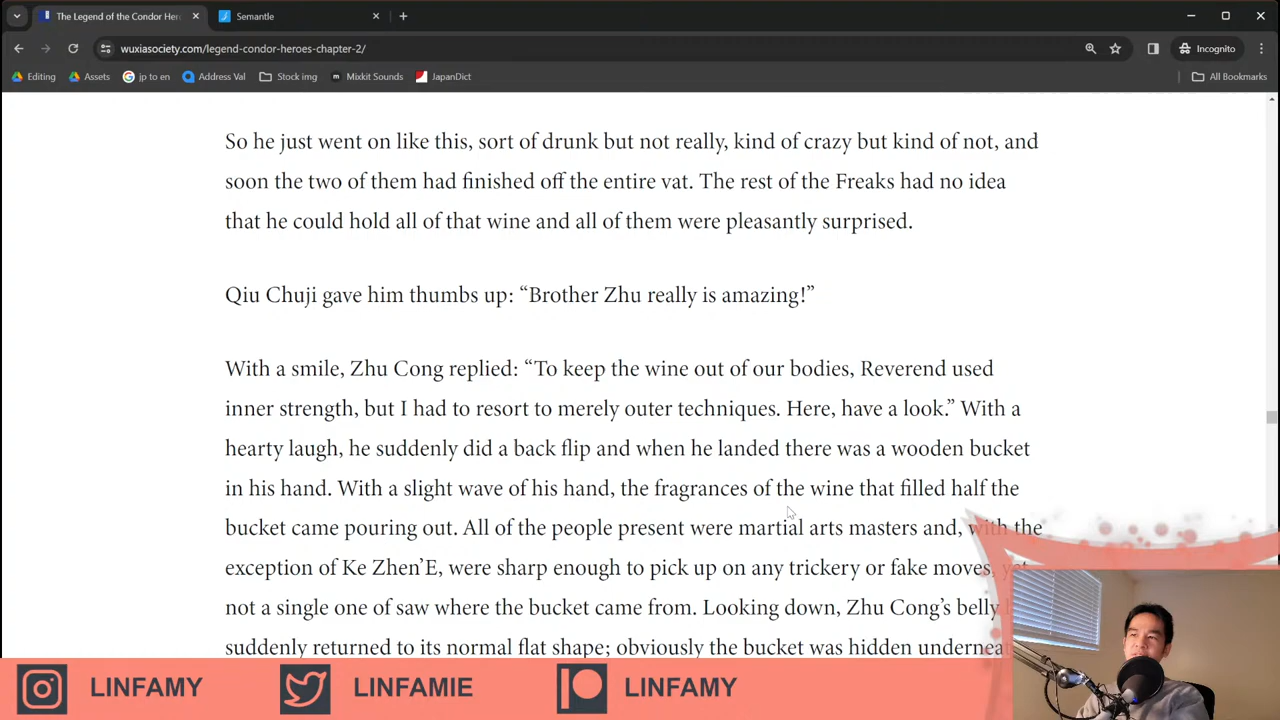 The Legend of the Condor Her
Semantle
wuxiasociety.com/legend-condor-heroes-chapter-2/
Incognito
Editing
Assets
jp to en
Address Val
Stock img
Mixkit Sounds
JapanDict
All Bookmarks
So he just went on like this, sort of drunk but not really, kind of crazy but kind of not, and
soon the two of them had finished off the entire vat. The rest of the Freaks had no idea
that he could hold all of that wine and all of them were pleasantly surprised.
Qiu Chuji gave him thumbs up: “Brother Zhu really is amazing!”
With a smile, Zhu Cong replied: “To keep the wine out of our bodies, Reverend used
inner strength, but I had to resort to merely outer techniques. Here, have a look.” With a
hearty laugh, he suddenly did a back flip and when he landed there was a wooden bucket
in his hand. With a slight wave of his hand, the fragrances of the wine that filled half the
bucket came pouring out. All of the people present were martial arts masters and, with the
exception of Ke Zhen’E, were sharp enough to pick up on any trickery or fake moves,
not a single one of saw where the bucket came from. Looking down, Zhu Cong’s belly
suddenly returned to its normal flat shape; obviously the bucket was hidden
LINFAMY
LINFAMIE
LINFAMY